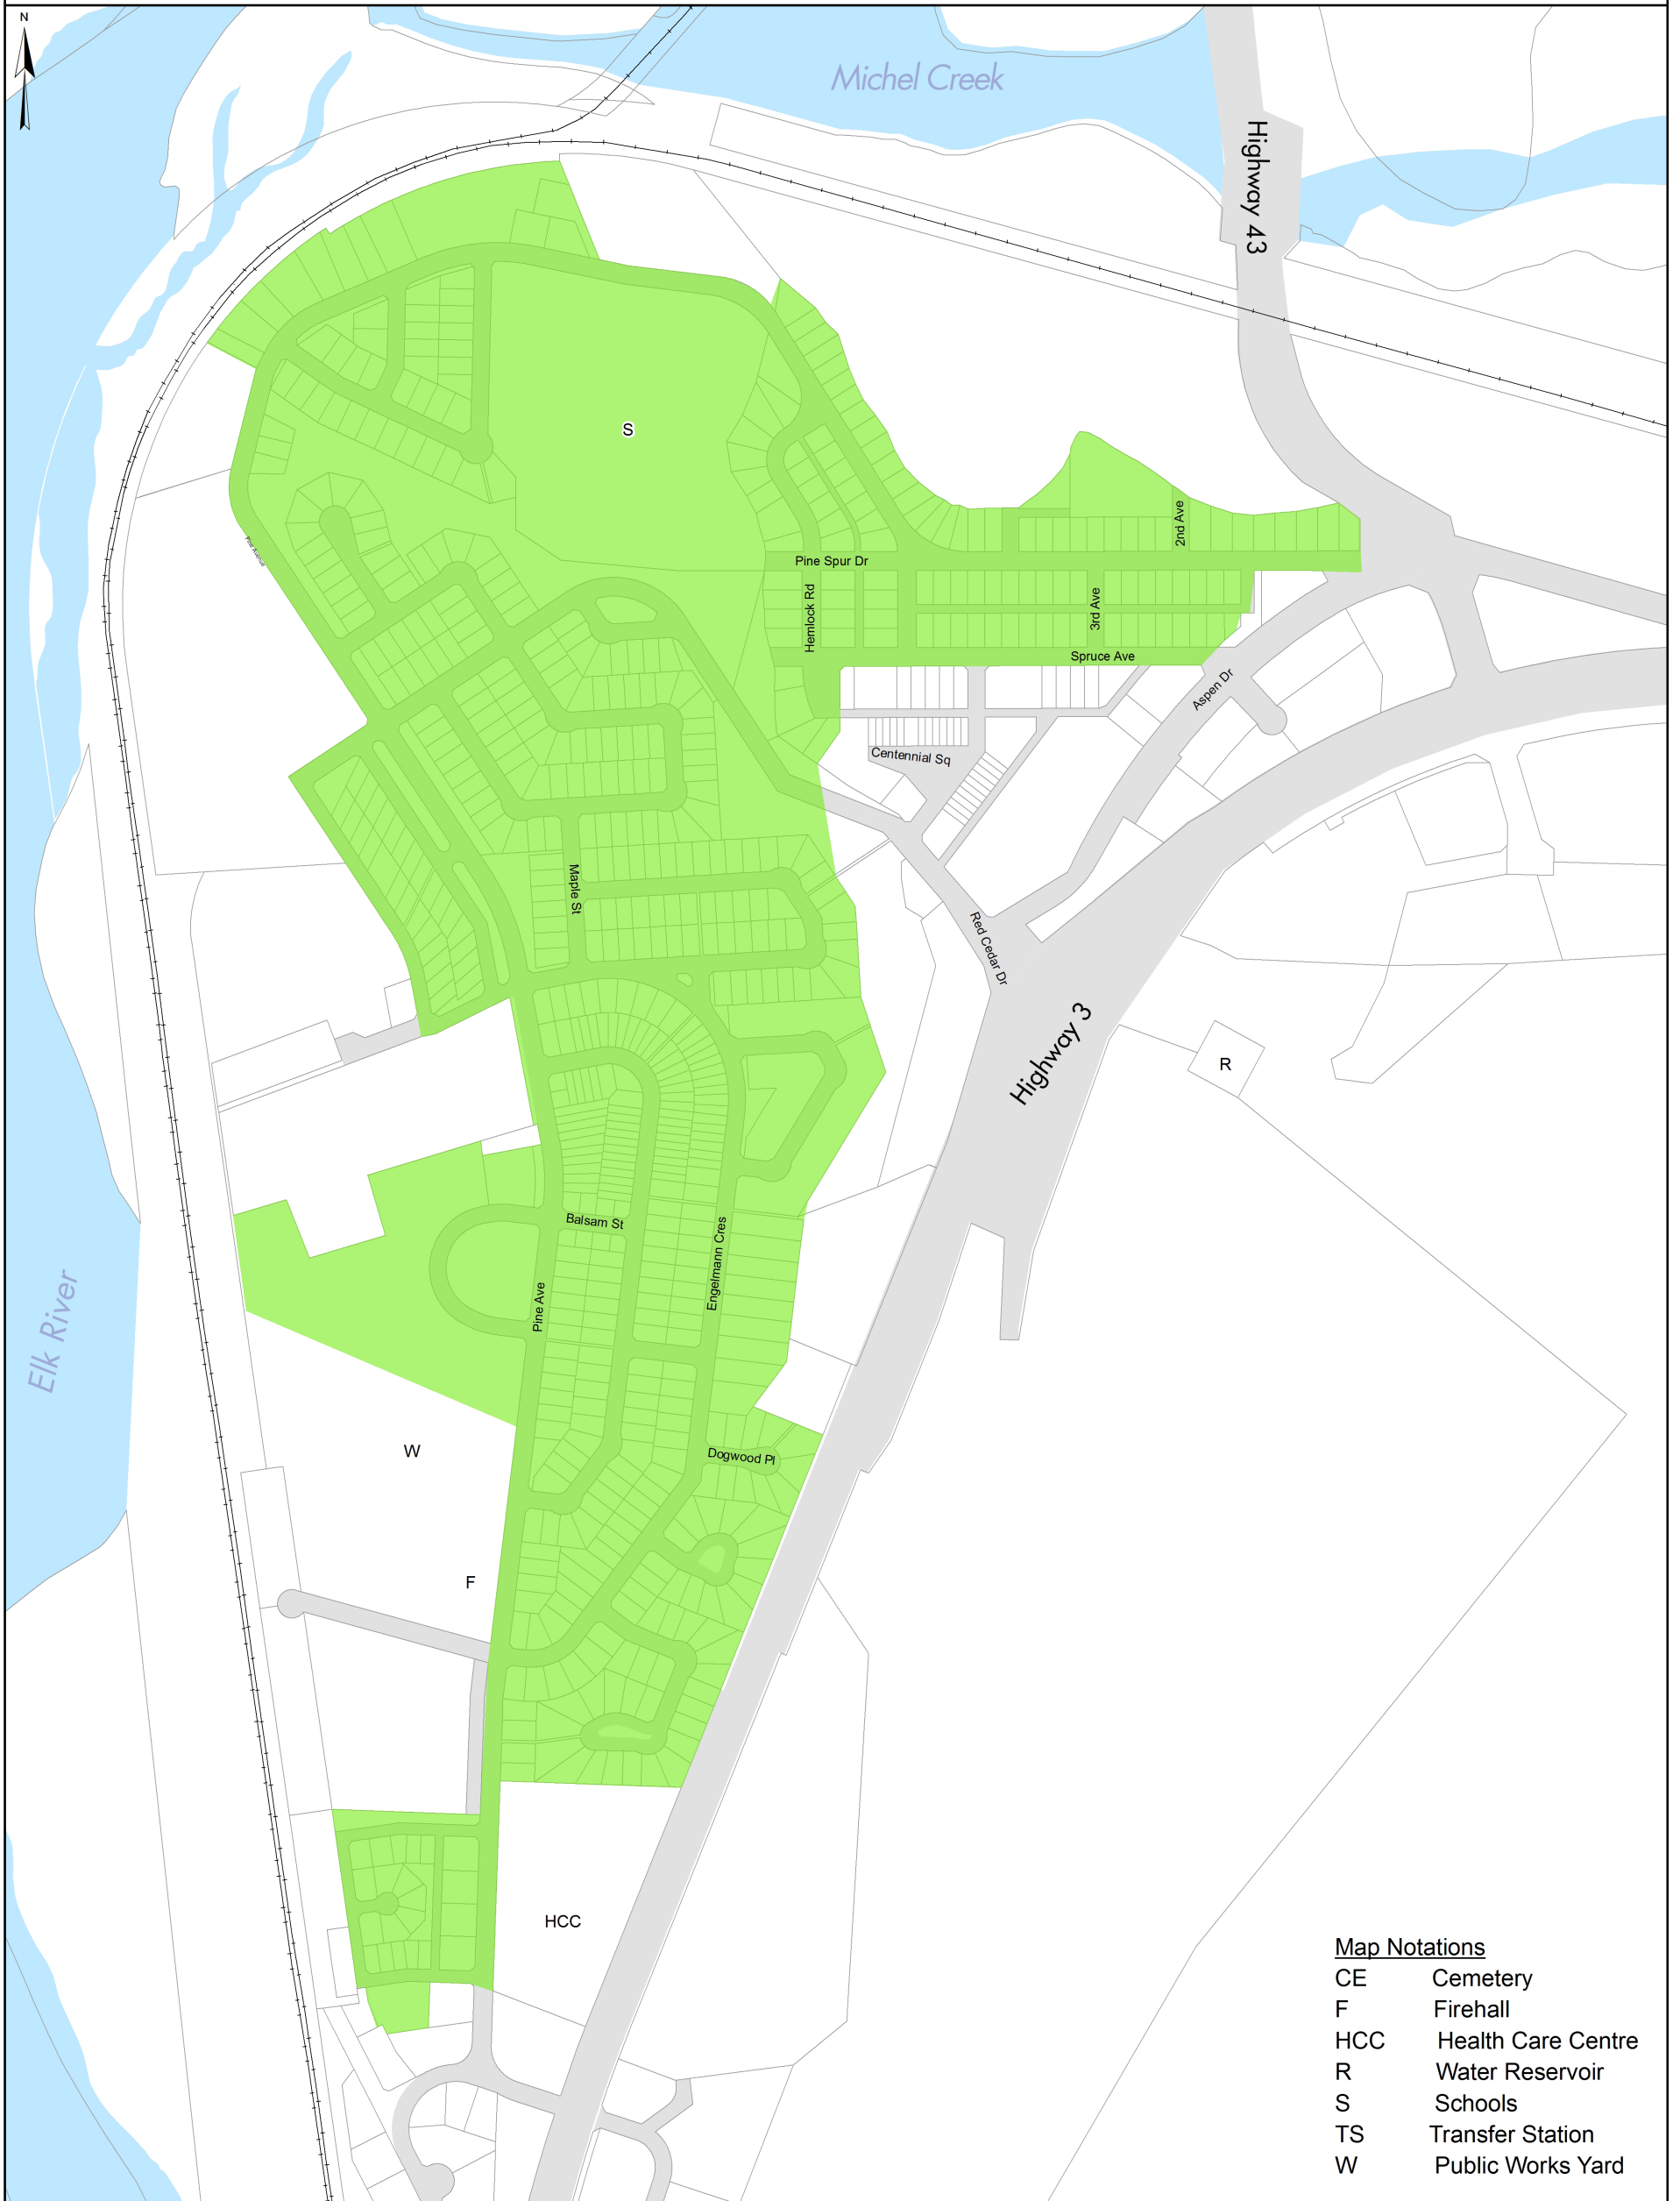 N
Michel Creek
Highway 43
S
2nd Ave
Pine Avenue
Pine Spur Dr
Hemlock Rd
3rd Ave
Spruce Ave
Aspen Dr
Centennial Sq
Maple St
Red Cedar Dr
Highway 3
R
Balsam St
Engelmann Cres
Pine Ave
Elk River
W
Dogwood Pl
F
HCC
Map Notations
CE Cemetery
F Firehall
HCC Health Care Centre
R Water Reservoir
S Schools
TS Transfer Station
W Public Works Yard